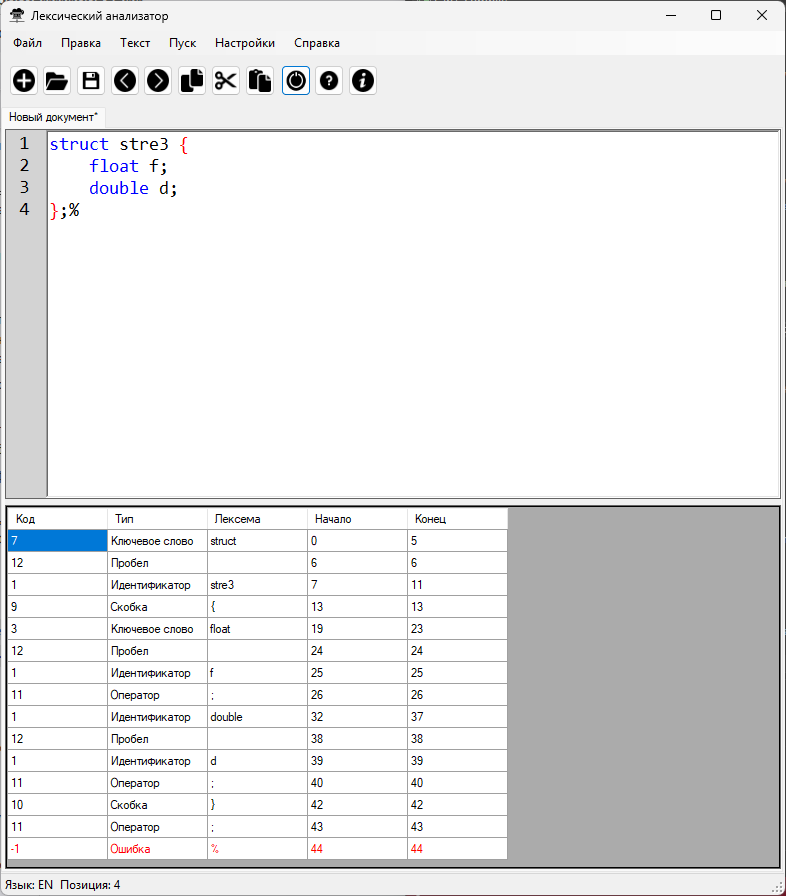 Лексический анализатор
Файл Правка Текст Пуск Настройки Справка
Новый документ*
1 struct stre3 {
2 float f;
3 double d;
4 };%
Код Тип Лексема Начало Конец
7 Ключевое слово struct 0 5
12 Пробел 6 6
1 Идентификатор stre3 7 11
9 Скобка { 13 13
3 Ключевое слово float 19 23
12 Пробел 24 24
1 Идентификатор f 25 25
11 Оператор ; 26 26
1 Идентификатор double 32 37
12 Пробел 38 38
1 Идентификатор d 39 39
11 Оператор ; 40 40
10 Скобка } 42 42
11 Оператор ; 43 43
-1 Ошибка % 44 44
Язык: EN Позиция: 4